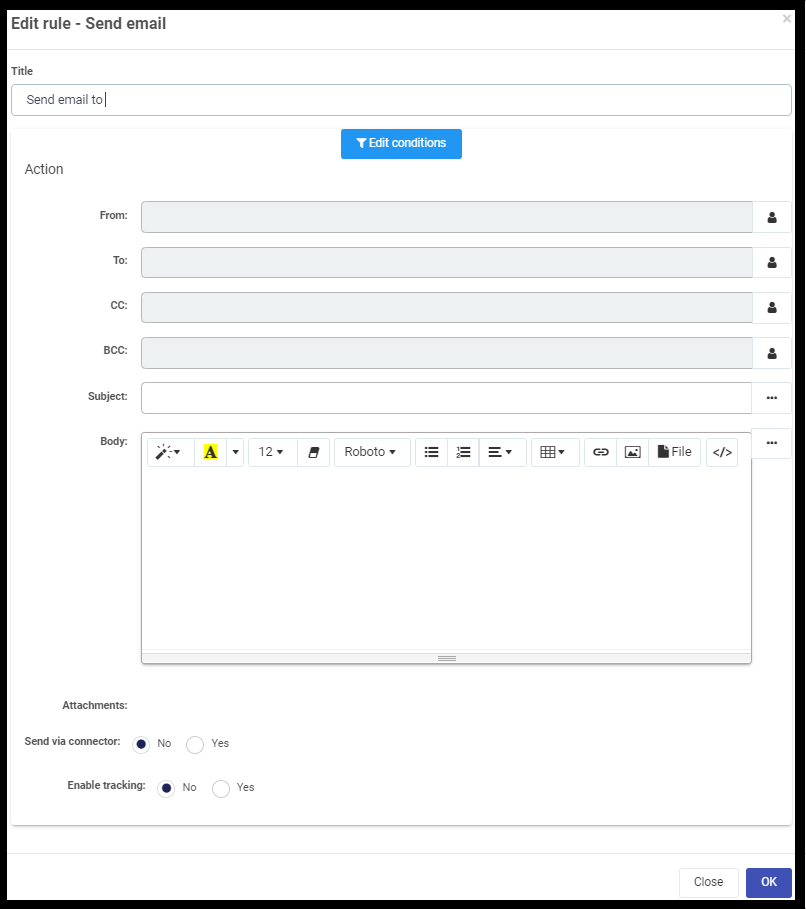 Edit rule - Send email
×
Title
Send email to
Edit conditions
Action
From:
To:
CC:
BCC:
Subject:
...
Body:
A
12
Roboto
File
</>
...
Attachments:
Send via connector:
No
Yes
Enable tracking:
No
Yes
Close
OK